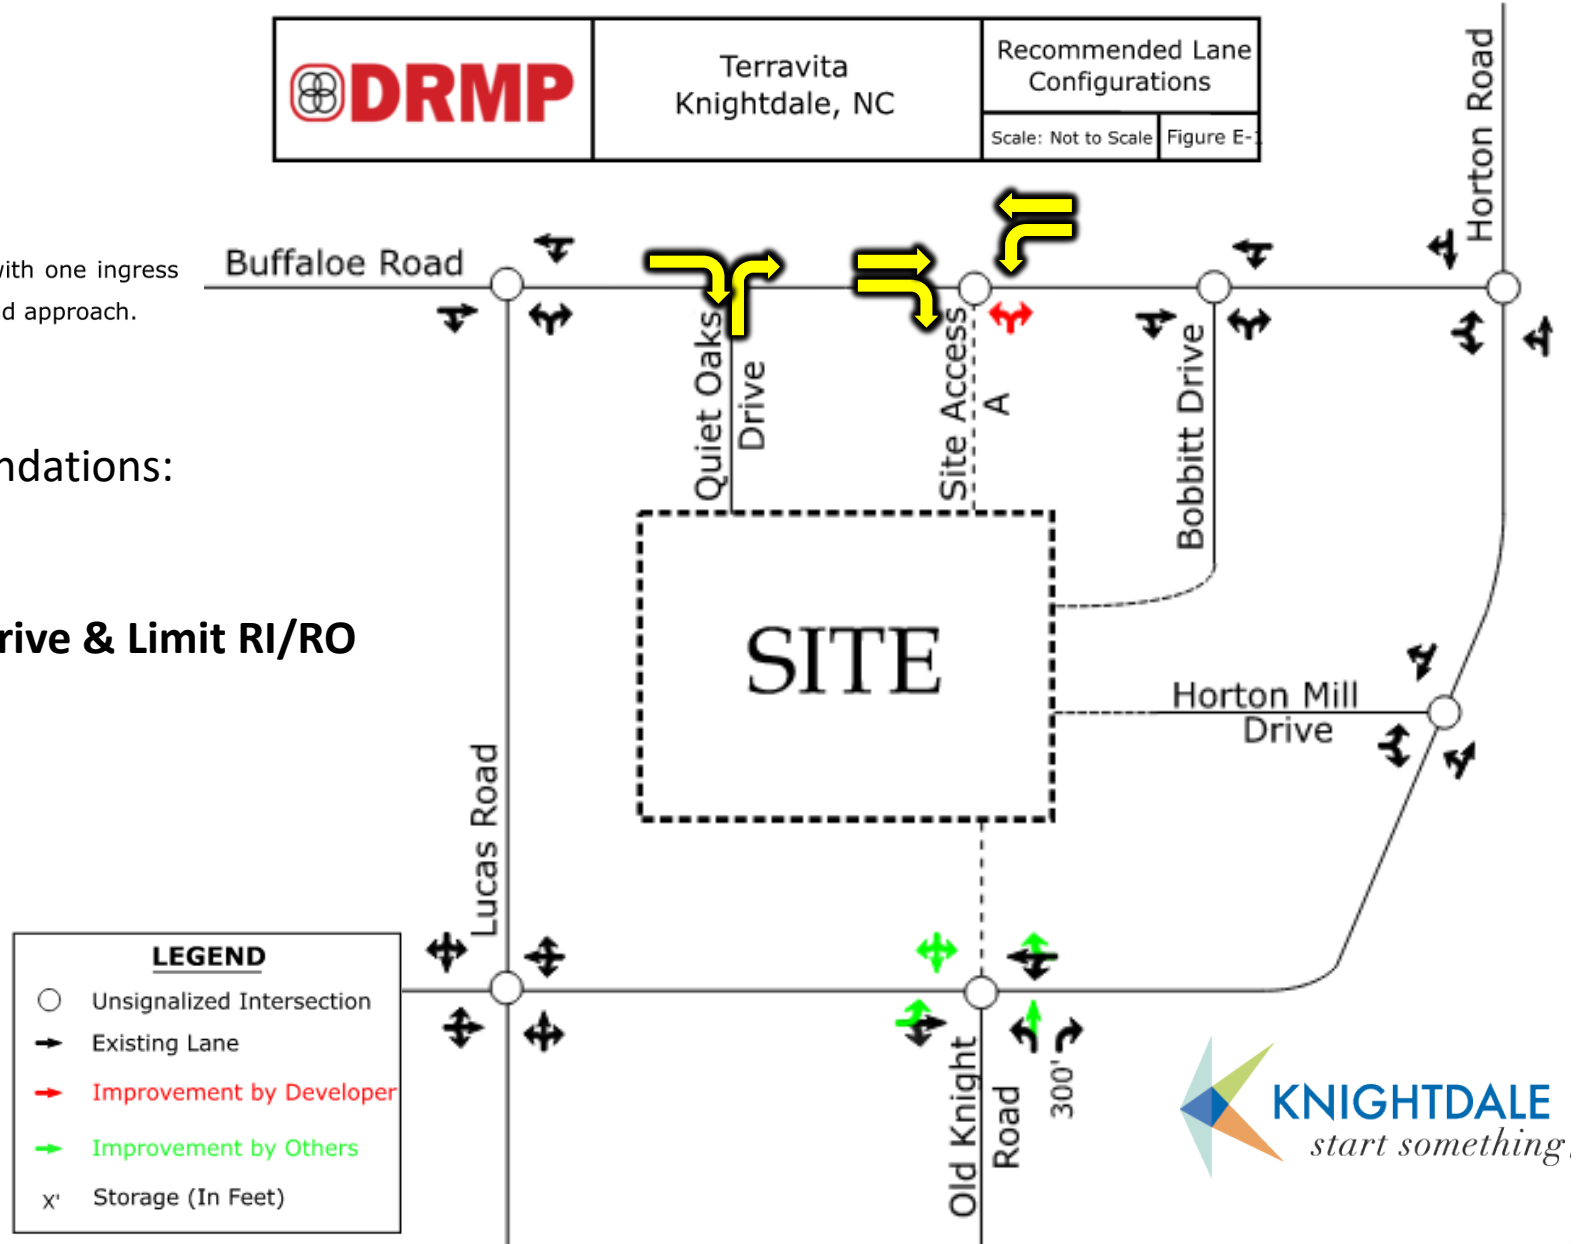 DRMP
Terravita
Knightdale, NC
Recommended Lane
Configurations
Scale: Not to Scale
Figure E-1
with one ingress
approach.
Buffaloe Road
Horton Road
Quiet Oaks
Drive
Site Access
A
Bobbitt Drive
& Limit RI/RO
SITE
Horton Mill
Drive
Lucas Road
LEGEND
Unsignalized Intersection
Existing Lane
Improvement by Developer
Improvement by Others
X' Storage (In Feet)
Old Knight
Road
300'
KNIGHTDALE
start something